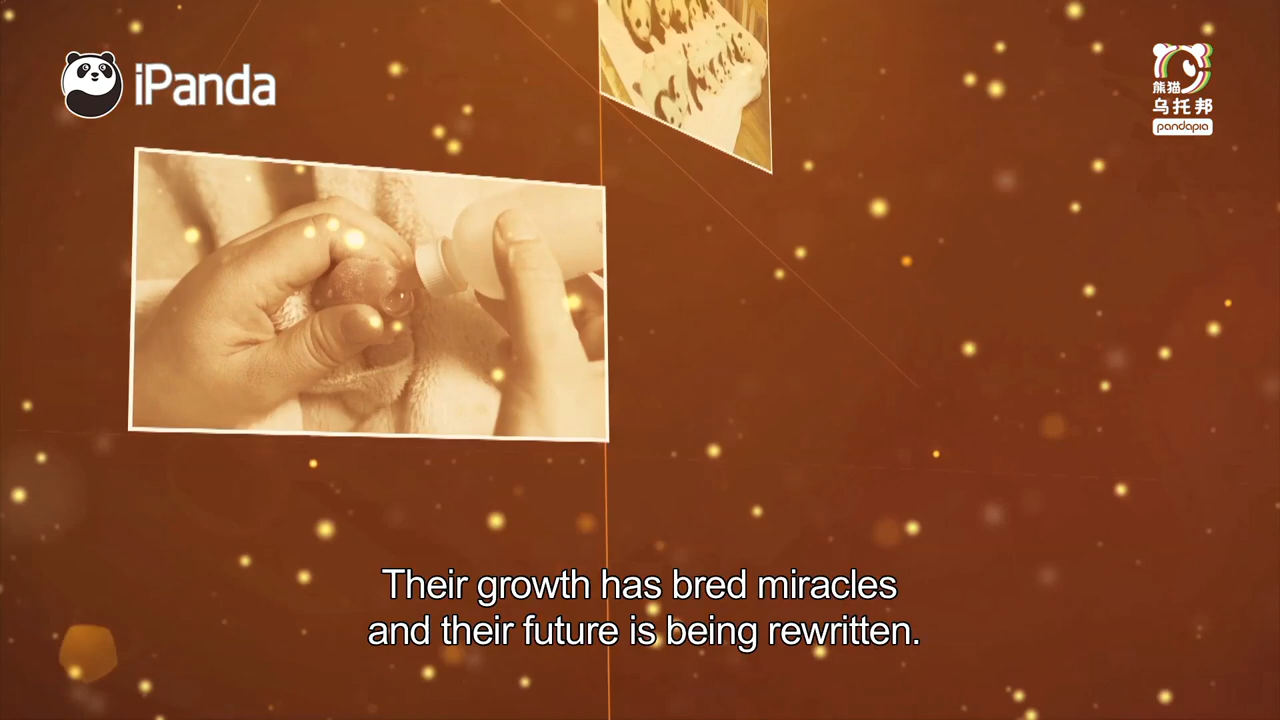 iPanda
熊猫
乌托邦
pandapia
Their growth has bred miracles
and their future is being rewritten.